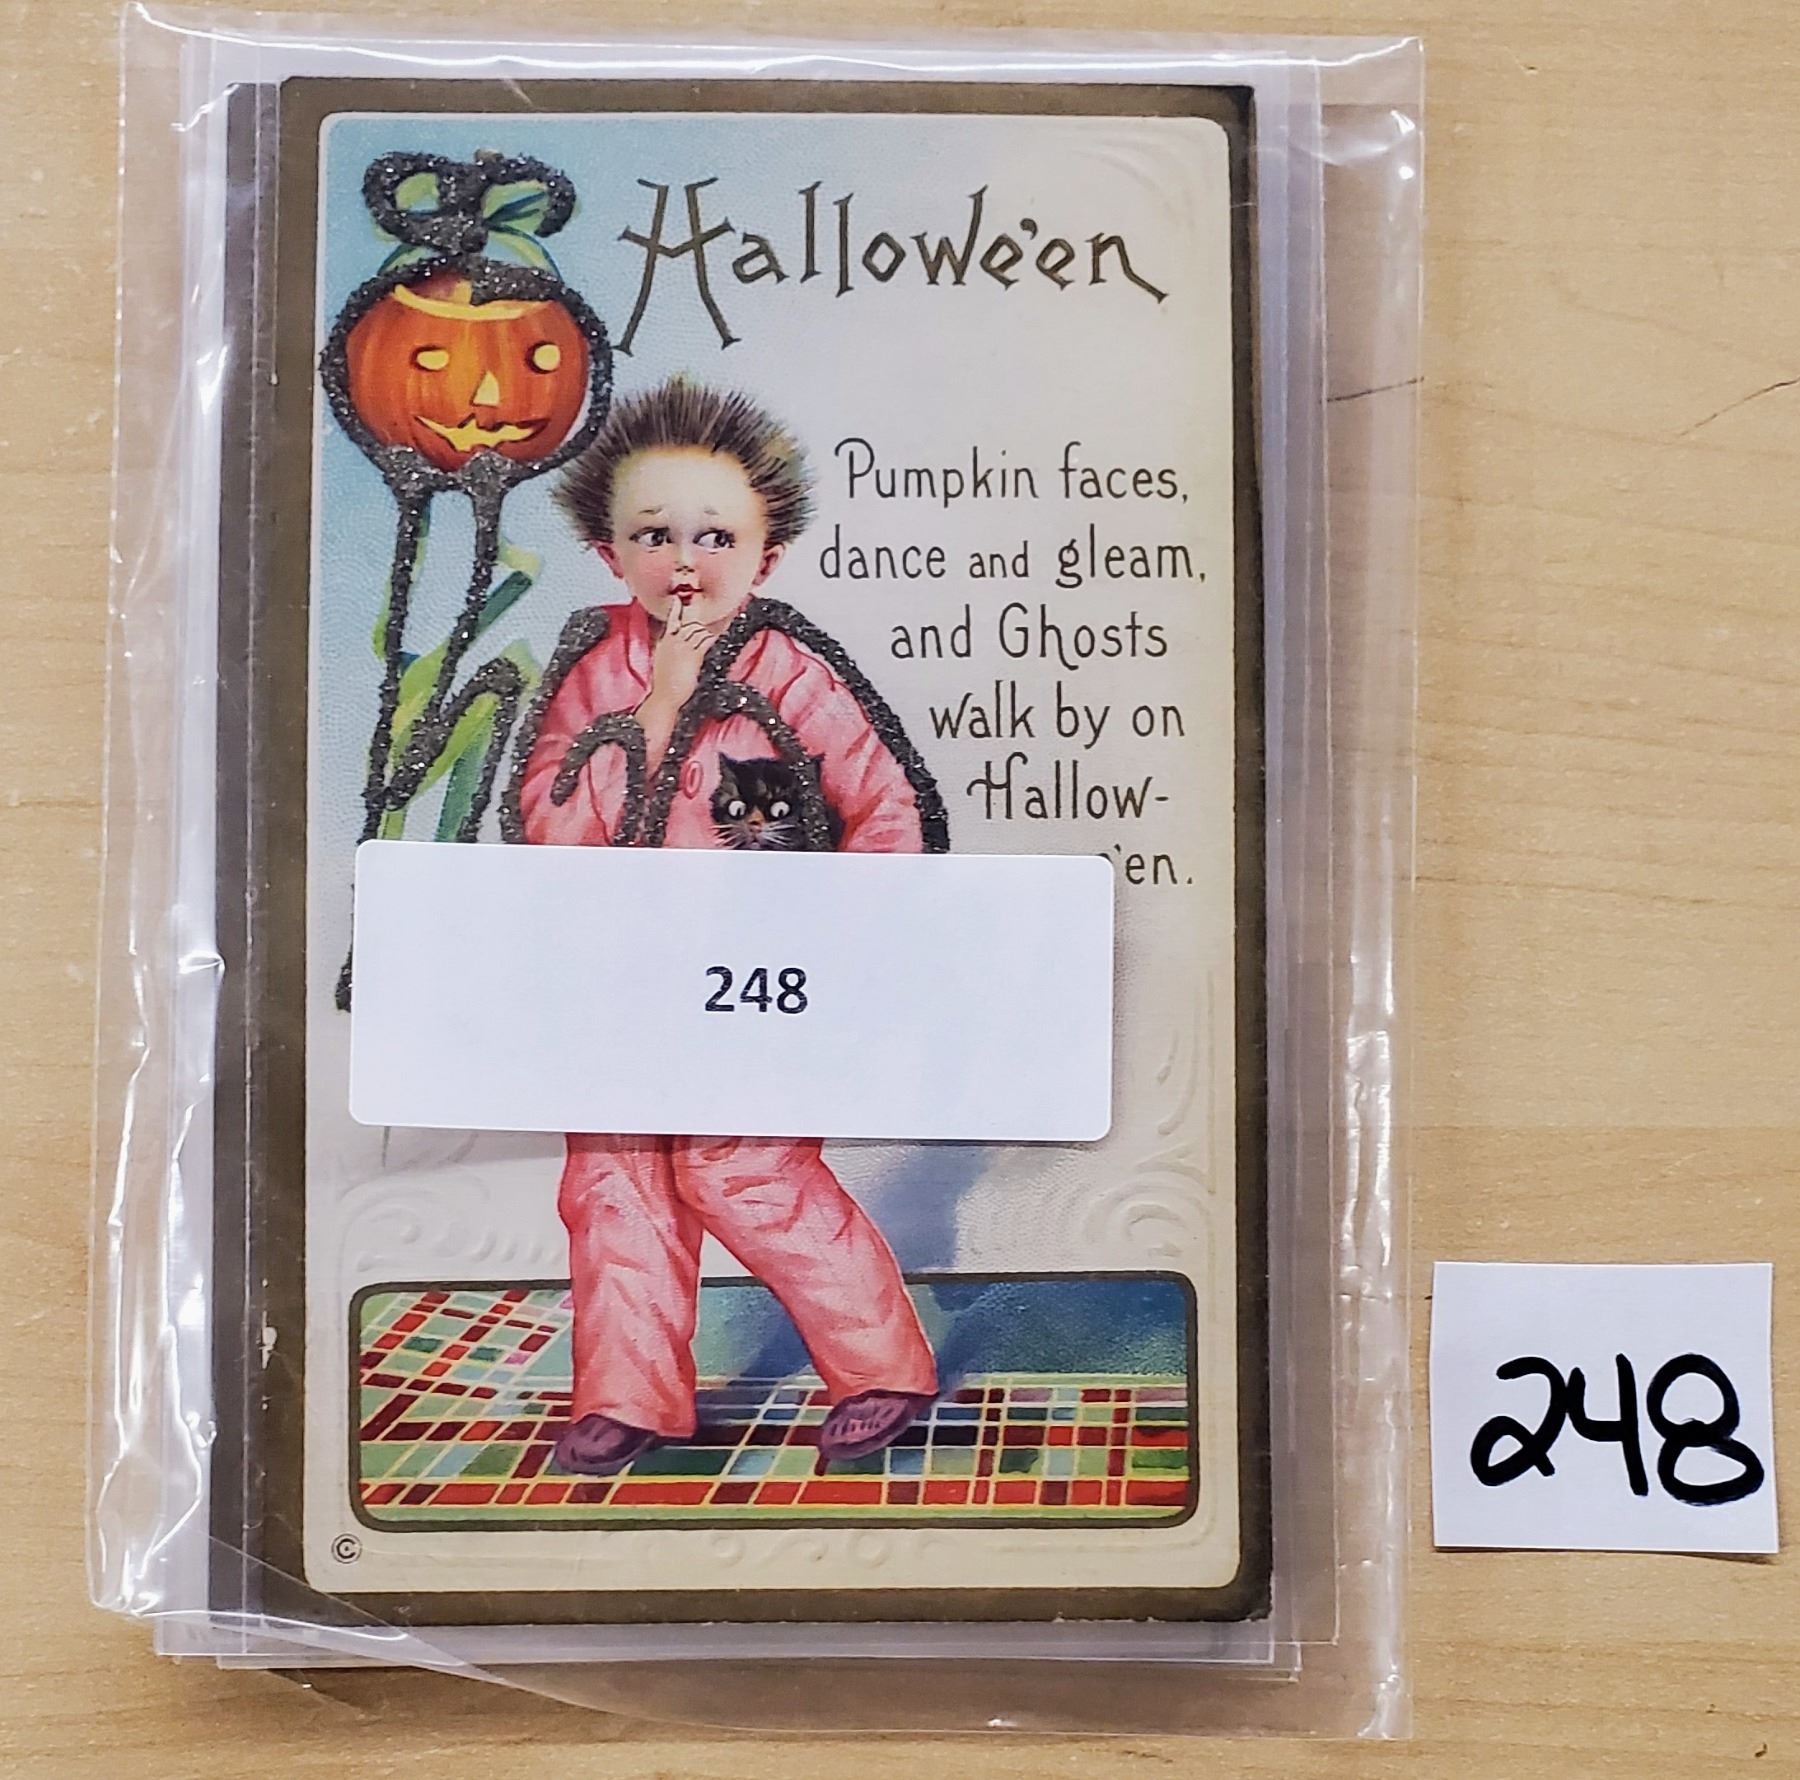 Hallowe'en
Pumpkin faces,
dance and gleam,
and Ghosts
walk by on
Hallow-
'en.
248
©
248